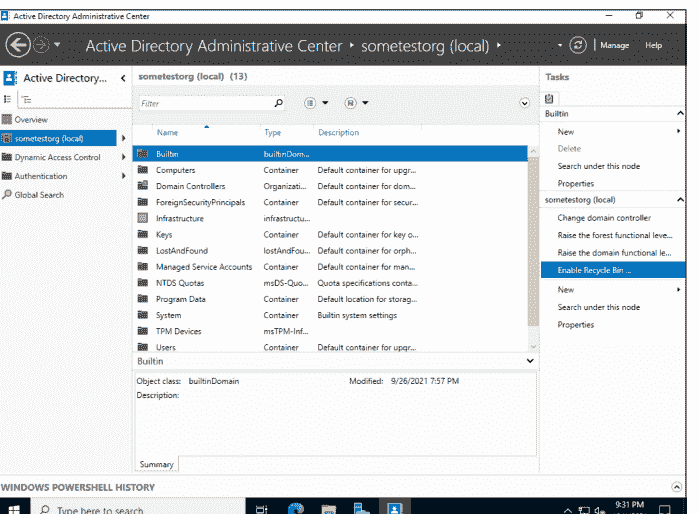 Active Directory Administrative Center
Active Directory Administrative Center • sometestorg (local) •
Manage Help
Active Directory...
Overview
sometestorg (local)
Dynamic Access Control
Authentication
Global Search
sometestorg (local) (13)
Filter
Name Type Description
Builtin builtinDom...
Computers Container Default container for upgr...
Domain Controllers Organizati... Default container for dom...
ForeignSecurityPrincipals Container Default container for secur...
Infrastructure infrastructu...
Keys Container Default container for key o...
LostAndFound lostAndFou... Default container for orph...
Managed Service Accounts Container Default container for man...
NTDS Quotas msDS-Quo... Quota specifications conta...
Program Data Container Default location for storag...
System Container Builtin system settings
TPM Devices msTPM-Inf...
Users Container Default container for upgr...
Builtin
Object class: builtinDomain Modified: 9/26/2021 7:57 PM
Description:
Summary
Tasks
Builtin
New
Delete
Search under this node
Properties
sometestorg (local)
Change domain controller
Raise the forest functional leve...
Raise the domain functional le...
Enable Recycle Bin ...
New
Search under this node
Properties
WINDOWS POWERSHELL HISTORY
Type here to search
9:31 PM